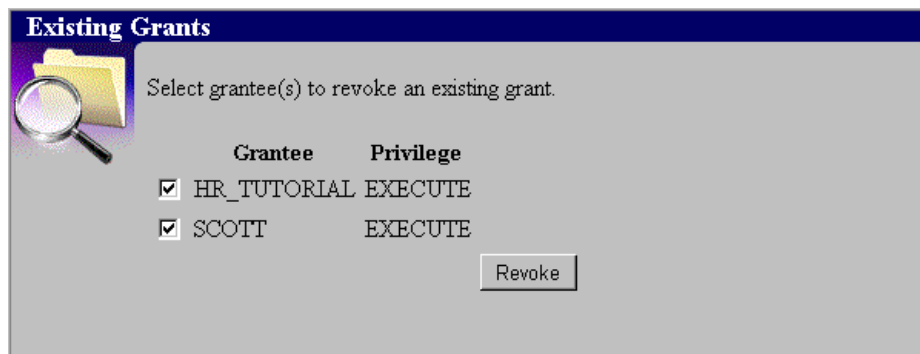 Existing Grants
Select grantee(s) to revoke an existing grant.
Grantee Privilege
HR_TUTORIAL EXECUTE
SCOTT EXECUTE
Revoke